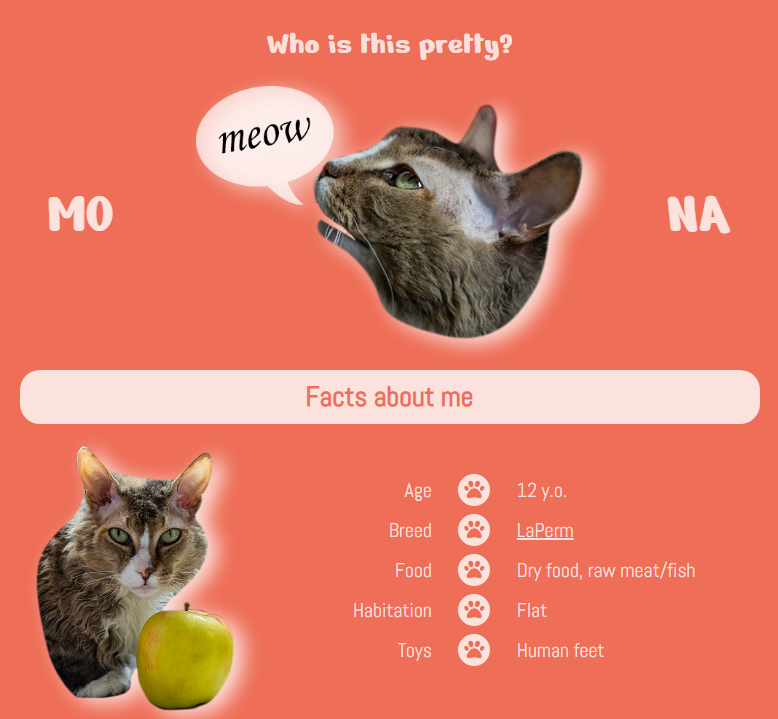 Who is this pretty?
meow
MO
NA
Facts about me
Age 12 y.o.
Breed LaPerm
Food Dry food, raw meat/fish
Habitation Flat
Toys Human feet